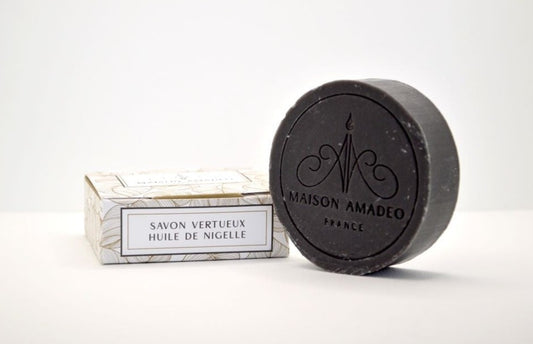 SAVON VERTUEUX
HUILE DE NIGELLE
MAISON AMADEO
FRANCE